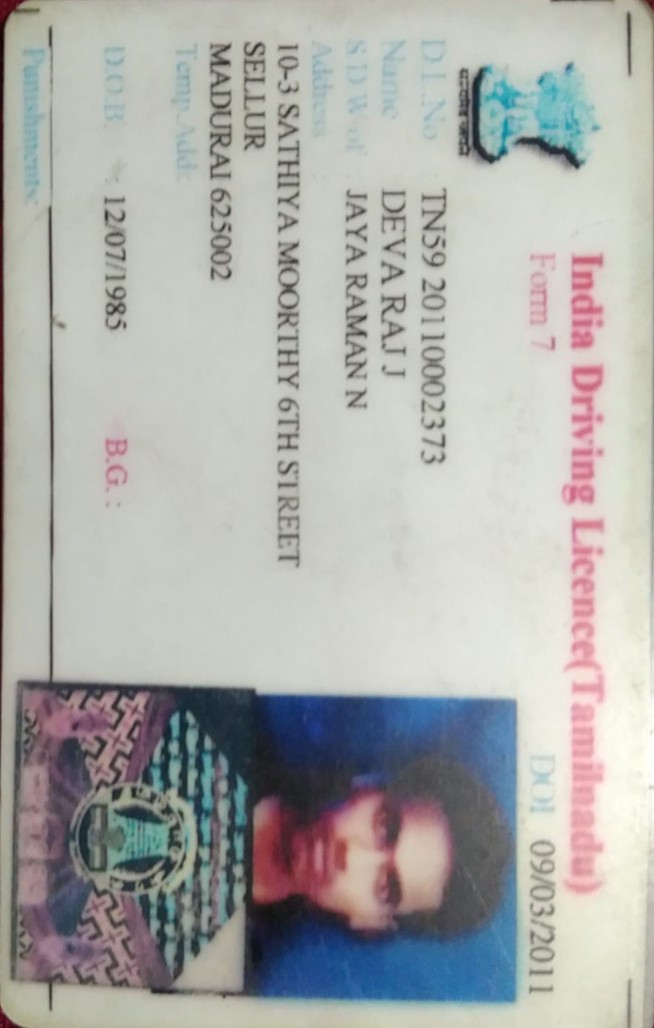 India Driving Licence(Tamilnadu)
Form 7
DOI 09/03/2011
D.L.No : TN59 20110002373
Name : DEVA RAJ J
S/D/W of : JAYA RAMAN N
Address :
10-3 SATHIYA MOORTHY 6TH STREET
SELLUR
MADURAI 625002
Temp.Add:
D.O.B. : 12/07/1985 B.G. :
Punishments: